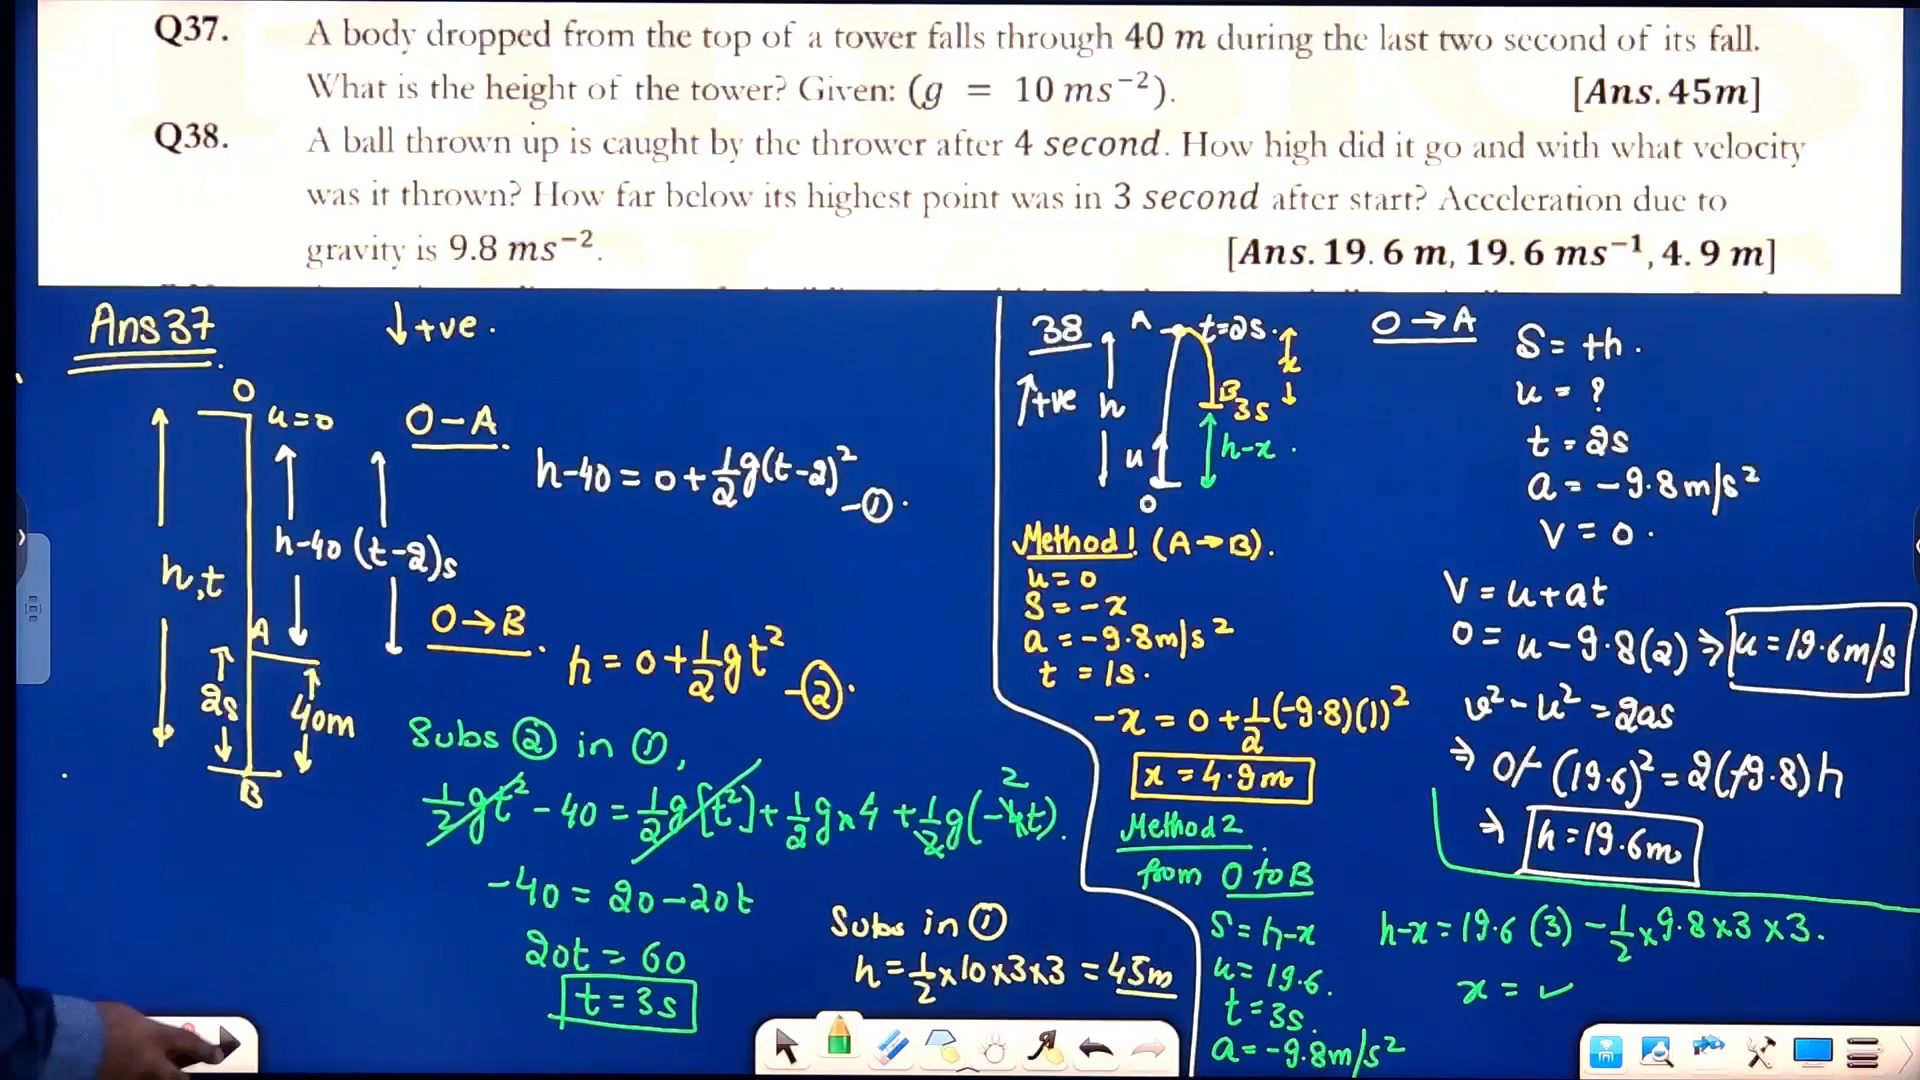 Q37. A body dropped from the top of a tower falls through 40 m during the last two second of its fall.
What is the height of the tower? Given: (g = 10 ms⁻²). [Ans. 45m]
Q38. A ball thrown up is caught by the thrower after 4 second. How high did it go and with what velocity
was it thrown? How far below its highest point was in 3 second after start? Acceleration due to
gravity is 9.8 ms⁻². [Ans. 19. 6 m, 19. 6 ms⁻¹, 4. 9 m]
Ans 37
↓+ve.
O
u=0
O-A
h-40 = 0+½g(t-2)² -①.
h-40 (t-2)s
h,t
A
2s
40m
B
O→B
h = 0+½gt² -②.
Subs ② in ①,
½gt² - 40 = ½g[t²]+½g×4 +½g(-4t).
2
-40 = 20-20t
20t = 60
t = 3s
Subs in ①
h = ½×10×3×3 = 45m
38
↑+ve
A
t=2s.
x
h
B
3s
h-x.
u
O
O→A
S = +h.
u = ?
t = 2s
a = -9.8m/s²
V = 0.
V = u+at
0 = u-9.8(2) ⇒ u = 19.6m/s
v²-u² = 2as
⇒ 0+(19.6)² = 2(+9.8)h
⇒ h = 19.6m
Method 1 (A→B).
u=0
S=-x
a = -9.8m/s²
t = 1s.
-x = 0+½(-9.8)(1)²
x = 4.9m
Method 2
from O to B
S = h-x
u = 19.6.
t = 3s.
a = -9.8m/s²
h-x = 19.6 (3) -½×9.8×3×3.
x = ✓